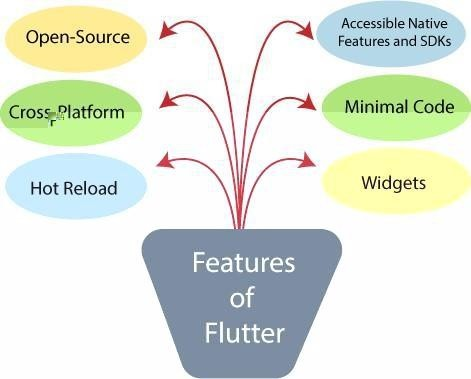 Open-Source
Cross-Platform
Hot Reload
Accessible Native
Features and SDKs
Minimal Code
Widgets
Features
of
Flutter